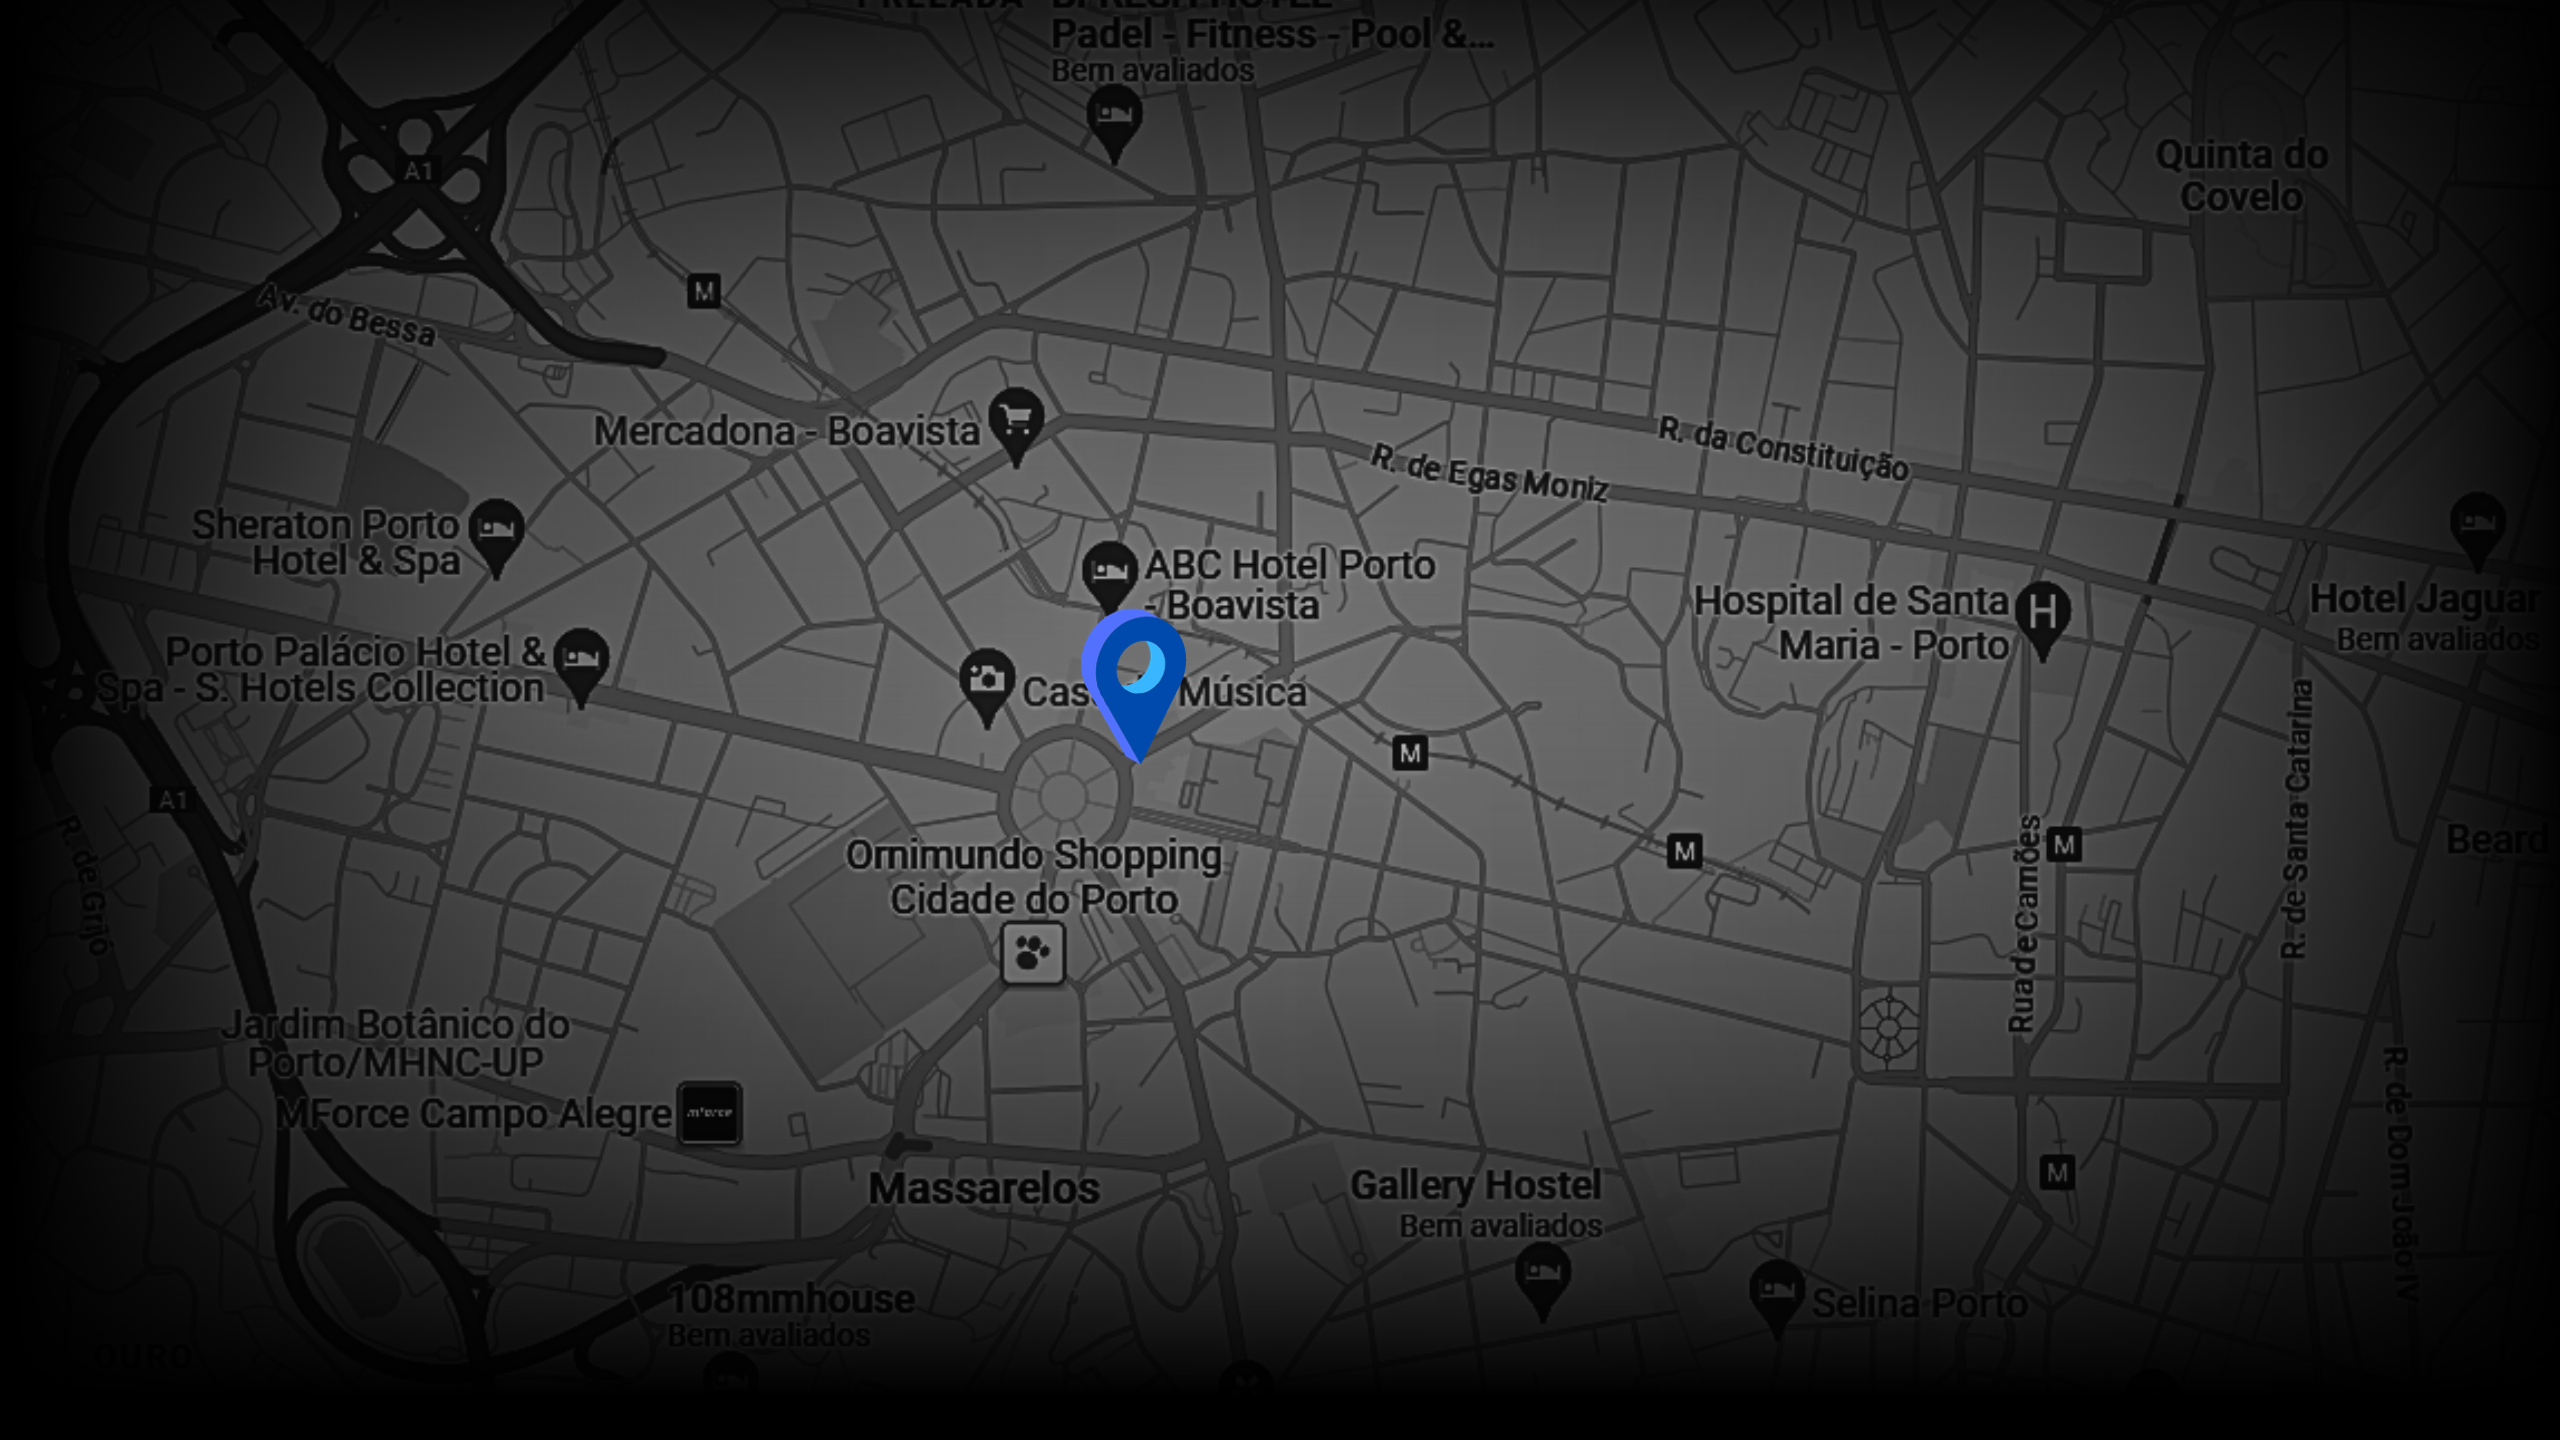 Padel - Fitness - Pool &...
Bem avaliados
Quinta do
Covelo
A1
Av. do Bessa
M
Mercadona - Boavista
R. da Constituição
R. de Egas Moniz
Sheraton Porto
Hotel & Spa
ABC Hotel Porto
- Boavista
Hospital de Santa
Maria - Porto
H
Hotel Jaguar
Bem avaliados
Porto Palácio Hotel &
Spa - S. Hotels Collection
Música
M
A1
R. de Grijó
Ornimundo Shopping
Cidade do Porto
M
M
Rua de Camões
R. de Santa Catarina
Beard
Jardim Botânico do
Porto/MHNC-UP
MForce Campo Alegre
mforce
Massarelos
Gallery Hostel
Bem avaliados
M
R. de Dom João IV
108mmhouse
Bem avaliados
Selina Porto
OURO